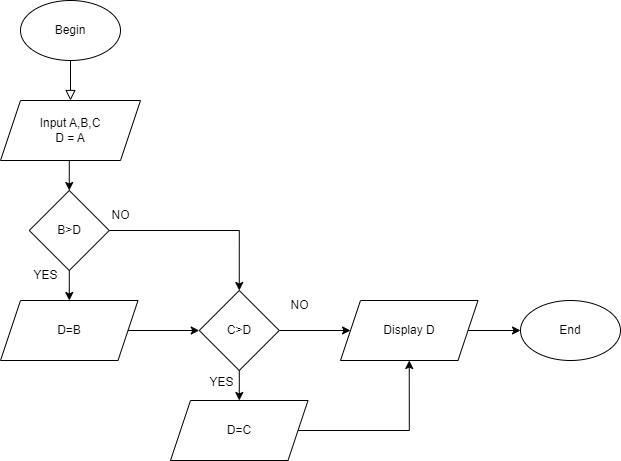 Begin
Input A,B,C
D = A
B>D
NO
YES
D=B
C>D
NO
YES
D=C
Display D
End